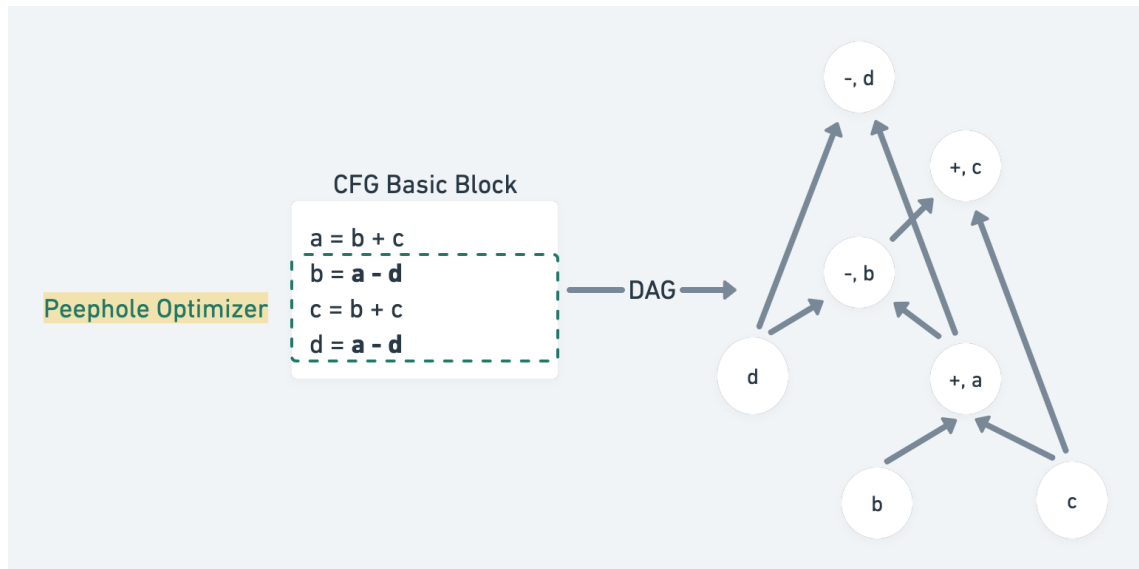 -, d
+, c
CFG Basic Block
a = b + c
b = a - d
c = b + c
d = a - d
Peephole Optimizer
DAG
-, b
d
+, a
b
c